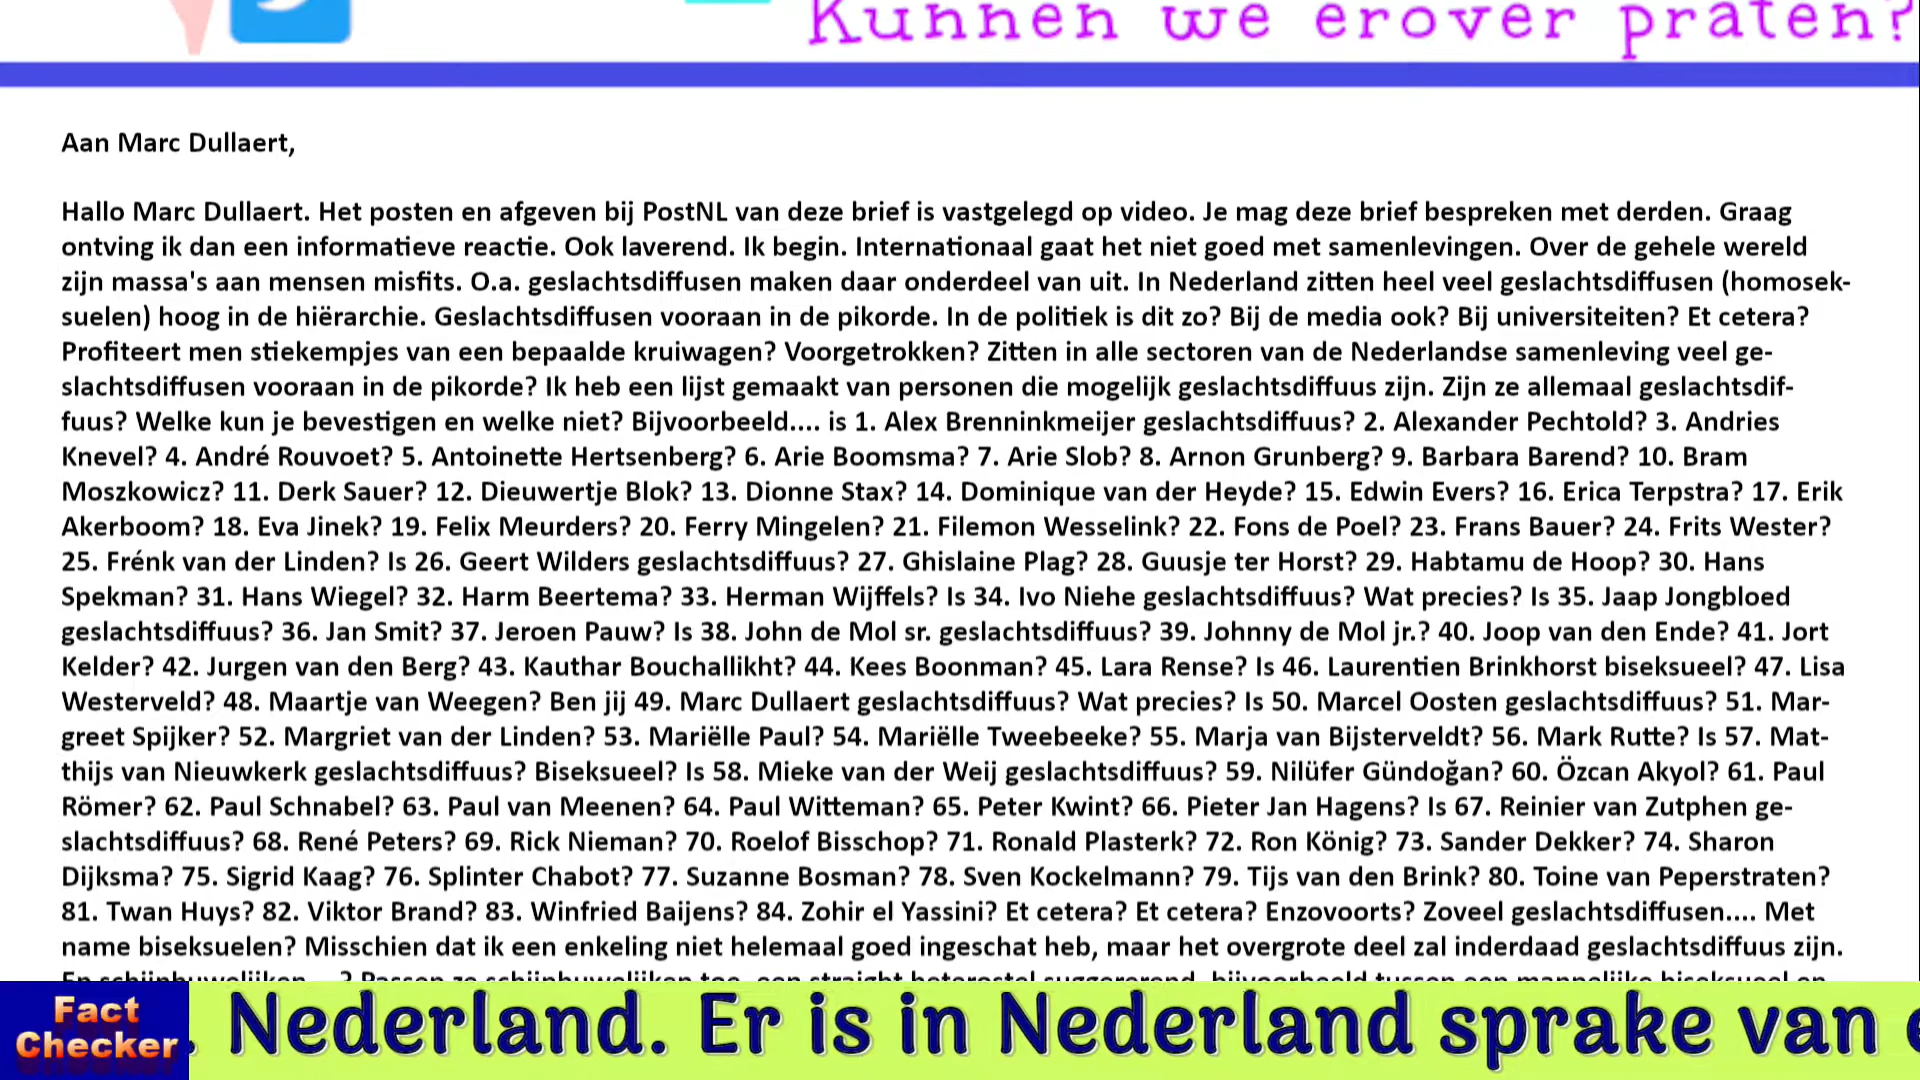 Kunnen we erover praten?
Aan Marc Dullaert,
Hallo Marc Dullaert. Het posten en afgeven bij PostNL van deze brief is vastgelegd op video. Je mag deze brief bespreken met derden. Graag
ontving ik dan een informatieve reactie. Ook laverend. Ik begin. Internationaal gaat het niet goed met samenlevingen. Over de gehele wereld
zijn massa's aan mensen misfits. O.a. geslachtsdiffusen maken daar onderdeel van uit. In Nederland zitten heel veel geslachtsdiffusen (homosek-
suelen) hoog in de hiërarchie. Geslachtsdiffusen vooraan in de pikorde. In de politiek is dit zo? Bij de media ook? Bij universiteiten? Et cetera?
Profiteert men stiekempjes van een bepaalde kruiwagen? Voorgetrokken? Zitten in alle sectoren van de Nederlandse samenleving veel ge-
slachtsdiffusen vooraan in de pikorde? Ik heb een lijst gemaakt van personen die mogelijk geslachtsdiffuus zijn. Zijn ze allemaal geslachtsdif-
fuus? Welke kun je bevestigen en welke niet? Bijvoorbeeld.... is 1. Alex Brenninkmeijer geslachtsdiffuus? 2. Alexander Pechtold? 3. Andries
Knevel? 4. André Rouvoet? 5. Antoinette Hertsenberg? 6. Arie Boomsma? 7. Arie Slob? 8. Arnon Grunberg? 9. Barbara Barend? 10. Bram
Moszkowicz? 11. Derk Sauer? 12. Dieuwertje Blok? 13. Dionne Stax? 14. Dominique van der Heyde? 15. Edwin Evers? 16. Erica Terpstra? 17. Erik
Akerboom? 18. Eva Jinek? 19. Felix Meurders? 20. Ferry Mingelen? 21. Filemon Wesselink? 22. Fons de Poel? 23. Frans Bauer? 24. Frits Wester?
25. Frénk van der Linden? Is 26. Geert Wilders geslachtsdiffuus? 27. Ghislaine Plag? 28. Guusje ter Horst? 29. Habtamu de Hoop? 30. Hans
Spekman? 31. Hans Wiegel? 32. Harm Beertema? 33. Herman Wijffels? Is 34. Ivo Niehe geslachtsdiffuus? Wat precies? Is 35. Jaap Jongbloed
geslachtsdiffuus? 36. Jan Smit? 37. Jeroen Pauw? Is 38. John de Mol sr. geslachtsdiffuus? 39. Johnny de Mol jr.? 40. Joop van den Ende? 41. Jort
Kelder? 42. Jurgen van den Berg? 43. Kauthar Bouchallikht? 44. Kees Boonman? 45. Lara Rense? Is 46. Laurentien Brinkhorst biseksueel? 47. Lisa
Westerveld? 48. Maartje van Weegen? Ben jij 49. Marc Dullaert geslachtsdiffuus? Wat precies? Is 50. Marcel Oosten geslachtsdiffuus? 51. Mar-
greet Spijker? 52. Margriet van der Linden? 53. Mariëlle Paul? 54. Mariëlle Tweebeeke? 55. Marja van Bijsterveldt? 56. Mark Rutte? Is 57. Mat-
thijs van Nieuwkerk geslachtsdiffuus? Biseksueel? Is 58. Mieke van der Weij geslachtsdiffuus? 59. Nilüfer Gündoğan? 60. Özcan Akyol? 61. Paul
Römer? 62. Paul Schnabel? 63. Paul van Meenen? 64. Paul Witteman? 65. Peter Kwint? 66. Pieter Jan Hagens? Is 67. Reinier van Zutphen ge-
slachtsdiffuus? 68. René Peters? 69. Rick Nieman? 70. Roelof Bisschop? 71. Ronald Plasterk? 72. Ron König? 73. Sander Dekker? 74. Sharon
Dijksma? 75. Sigrid Kaag? 76. Splinter Chabot? 77. Suzanne Bosman? 78. Sven Kockelmann? 79. Tijs van den Brink? 80. Toine van Peperstraten?
81. Twan Huys? 82. Viktor Brand? 83. Winfried Baijens? 84. Zohir el Yassini? Et cetera? Et cetera? Enzovoorts? Zoveel geslachtsdiffusen.... Met
name biseksuelen? Misschien dat ik een enkeling niet helemaal goed ingeschat heb, maar het overgrote deel zal inderdaad geslachtsdiffuus zijn.
Fact
Checker
. Nederland. Er is in Nederland sprake van